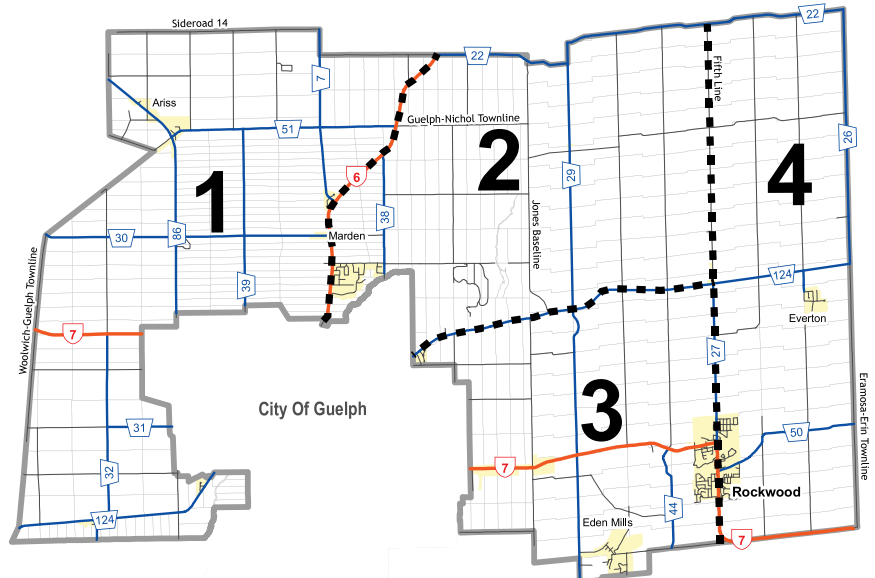 Sideroad 14
22
22
7
Fifth Line
Ariss
Guelph-Nichol Townline
51
26
2
6
29
1
4
38
Jones Baseline
86
30
Marden
124
39
Woolwich-Guelph Townline
Everton
7
27
City Of Guelph
3
Eramosa-Erin Townline
31
50
7
32
Rockwood
44
124
Eden Mills
7